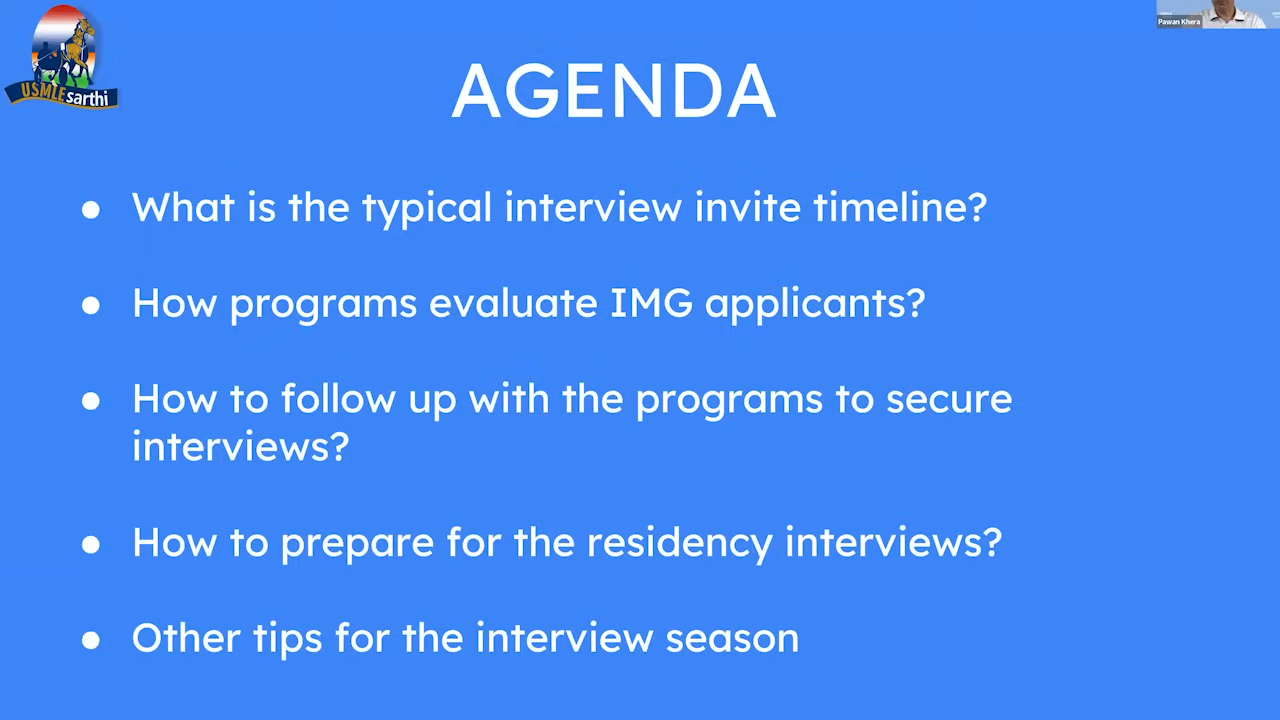 USMLEsarthi
Pawan Khera
AGENDA
● What is the typical interview invite timeline?
● How programs evaluate IMG applicants?
● How to follow up with the programs to secure
interviews?
● How to prepare for the residency interviews?
● Other tips for the interview season